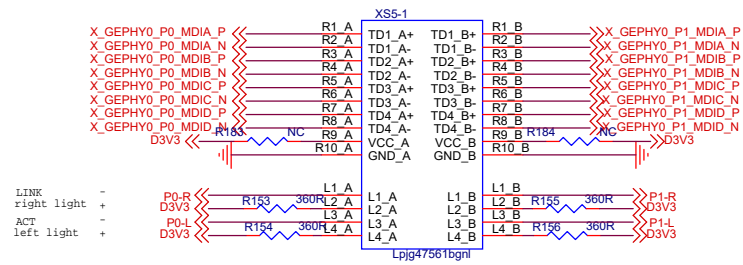 XS5-1
X_GEPHY0_P0_MDIA_P R1_A TD1_A+ TD1_B+ R1_B X_GEPHY0_P1_MDIA_P
X_GEPHY0_P0_MDIA_N R2_A TD1_A- TD1_B- R2_B X_GEPHY0_P1_MDIA_N
X_GEPHY0_P0_MDIB_P R3_A TD2_A+ TD2_B+ R3_B X_GEPHY0_P1_MDIB_P
X_GEPHY0_P0_MDIB_N R4_A TD2_A- TD2_B- R4_B X_GEPHY0_P1_MDIB_N
X_GEPHY0_P0_MDIC_P R5_A TD3_A+ TD3_B+ R5_B X_GEPHY0_P1_MDIC_P
X_GEPHY0_P0_MDIC_N R6_A TD3_A- TD3_B- R6_B X_GEPHY0_P1_MDIC_N
X_GEPHY0_P0_MDID_P R7_A TD4_A+ TD4_B+ R7_B X_GEPHY0_P1_MDID_P
X_GEPHY0_P0_MDID_N R8_A TD4_A- TD4_B- R8_B X_GEPHY0_P1_MDID_N
D3V3 R183 NC R9_A VCC_A VCC_B R9_B R184 NC D3V3
R10_A GND_A GND_B R10_B
LINK - P0-R L1_A L1_A L1_B L1_B P1-R
right light + D3V3 R153 360R L2_A L2_A L2_B L2_B R155 360R D3V3
ACT - P0-L L3_A L3_A L3_B L3_B P1-L
left light + D3V3 R154 360R L4_A L4_A L4_B L4_B R156 360R D3V3
Lpjg47561bgnl